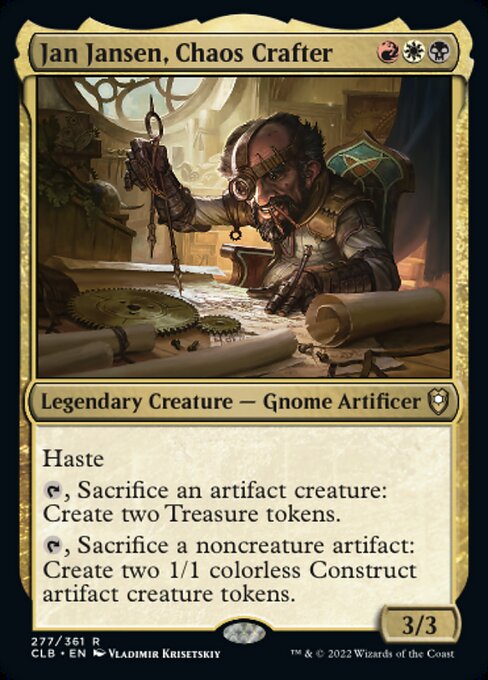 Jan Jansen, Chaos Crafter
Legendary Creature — Gnome Artificer
Haste
, Sacrifice an artifact creature:
Create two Treasure tokens.
, Sacrifice a noncreature artifact:
Create two 1/1 colorless Construct
artifact creature tokens.
3/3
277/361 R
CLB • EN Vladimir Krisetskiy
™ & © 2022 Wizards of the Coast